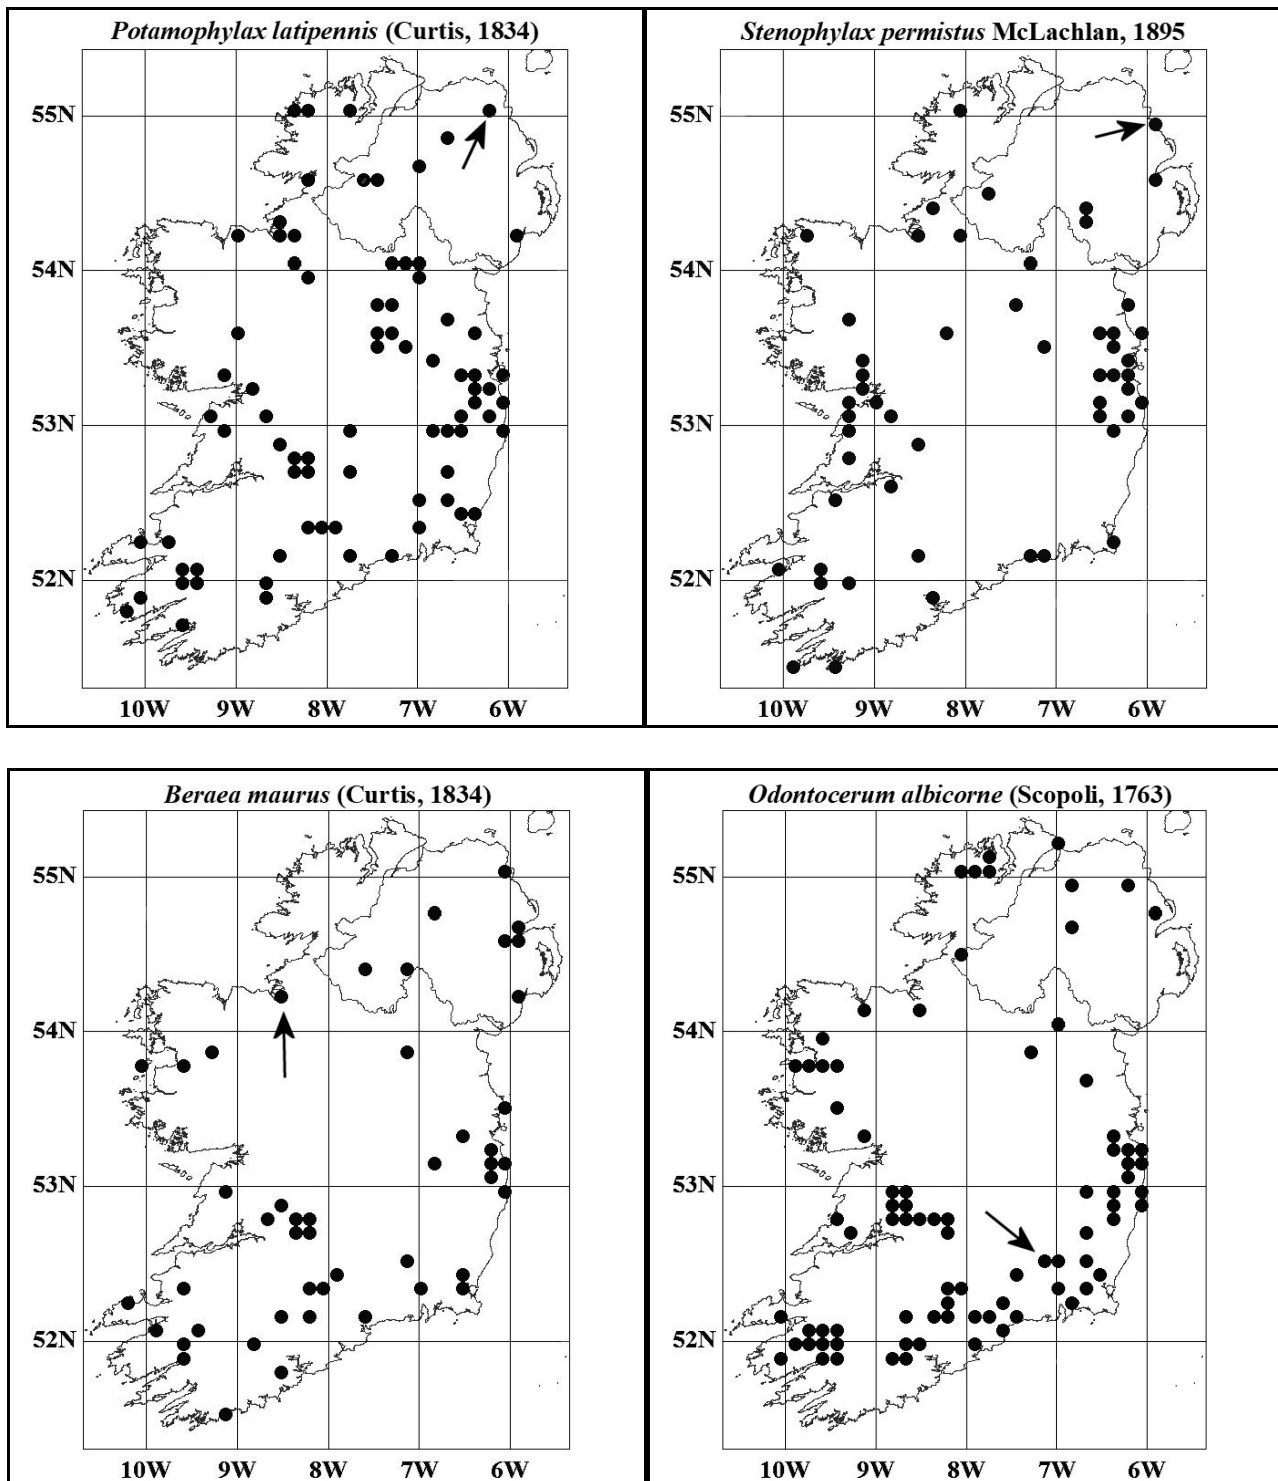 Potamophylax latipennis (Curtis, 1834)
55N
54N
53N
52N
10W 9W 8W 7W 6W
Stenophylax permistus McLachlan, 1895
55N
54N
53N
52N
10W 9W 8W 7W 6W
Beraea maurus (Curtis, 1834)
55N
54N
53N
52N
10W 9W 8W 7W 6W
Odontocerum albicorne (Scopoli, 1763)
55N
54N
53N
52N
10W 9W 8W 7W 6W